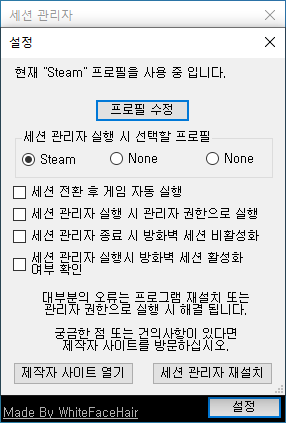 세션 관리자
설정
현재 "Steam" 프로필을 사용 중 입니다.
프로필 수정
세션 관리자 실행 시 선택할 프로필
Steam
None
None
세션 전환 후 게임 자동 실행
세션 관리자 실행 시 관리자 권한으로 실행
세션 관리자 종료 시 방화벽 세션 비활성화
세션 관리자 실행시 방화벽 세션 활성화
여부 확인
대부분의 오류는 프로그램 재설치 또는
관리자 권한으로 실행 시 해결 됩니다.
궁금한 점 또는 건의사항이 있다면
제작자 사이트를 방문하십시오.
제작자 사이트 열기
세션 관리자 재설치
Made By WhiteFaceHair
설정